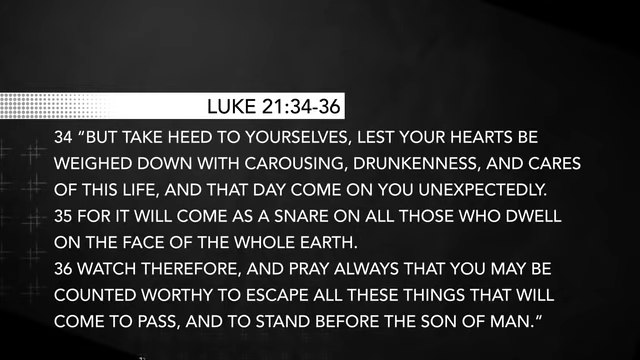 LUKE 21:34-36
34 “BUT TAKE HEED TO YOURSELVES, LEST YOUR HEARTS BE
WEIGHED DOWN WITH CAROUSING, DRUNKENNESS, AND CARES
OF THIS LIFE, AND THAT DAY COME ON YOU UNEXPECTEDLY.
35 FOR IT WILL COME AS A SNARE ON ALL THOSE WHO DWELL
ON THE FACE OF THE WHOLE EARTH.
36 WATCH THEREFORE, AND PRAY ALWAYS THAT YOU MAY BE
COUNTED WORTHY TO ESCAPE ALL THESE THINGS THAT WILL
COME TO PASS, AND TO STAND BEFORE THE SON OF MAN.”